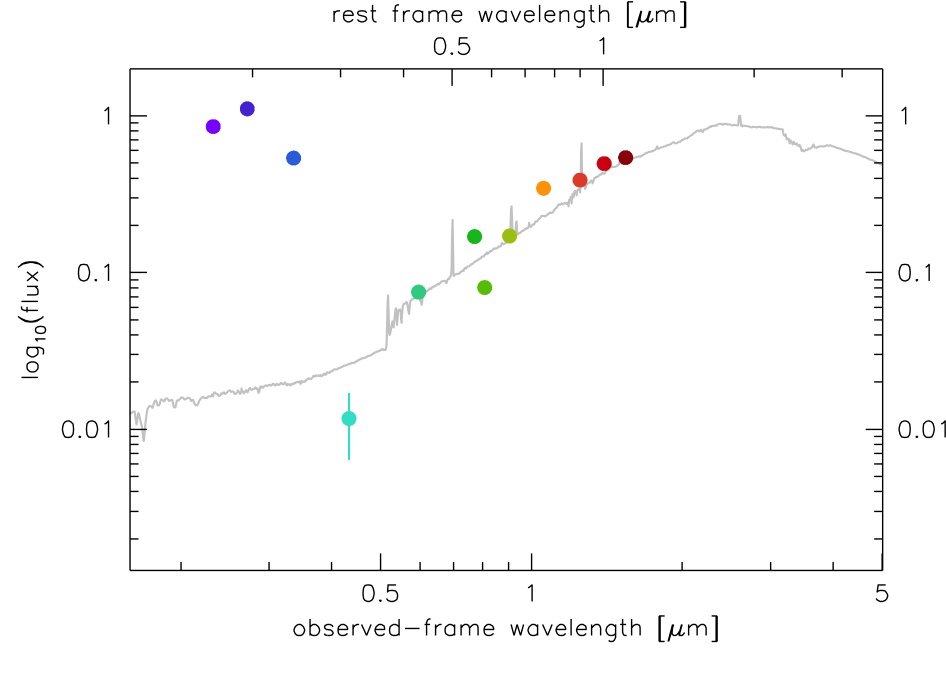 rest frame wavelength [μm]
0.5 1
1 1
0.1 0.1
log10(flux)
0.01 0.01
0.5 1 5
observed-frame wavelength [μm]